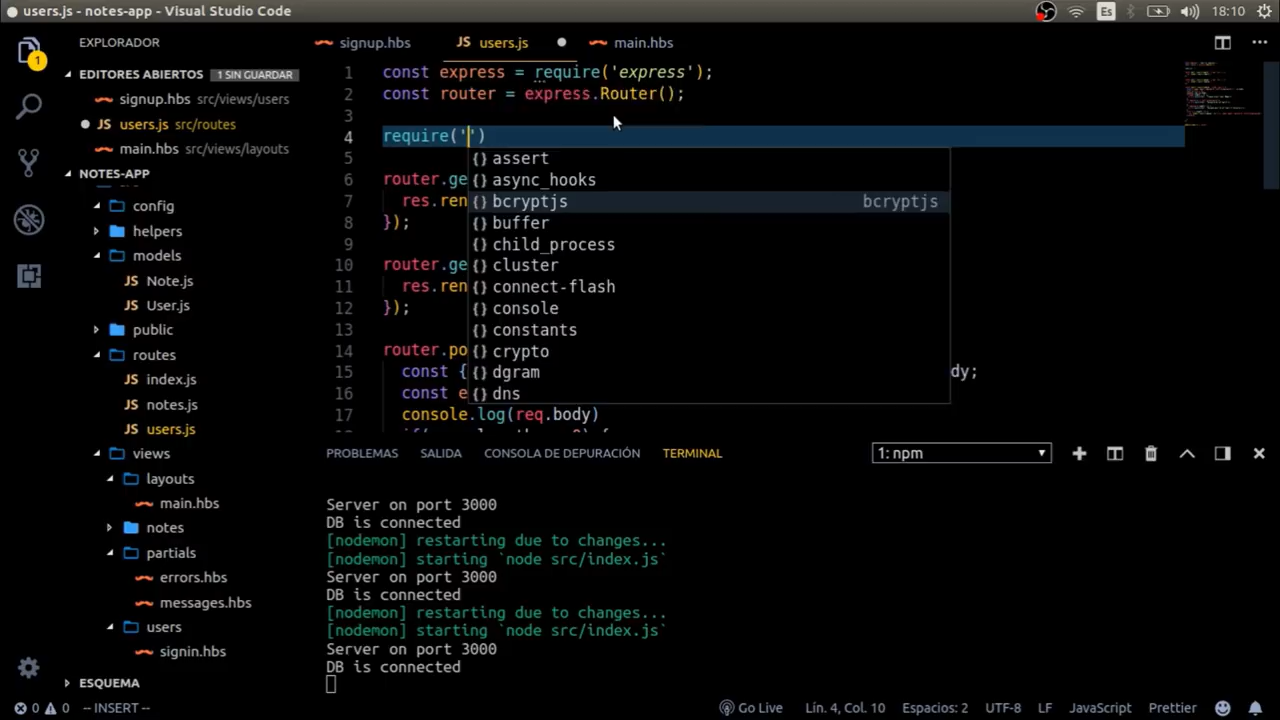 users.js - notes-app - Visual Studio Code
Es
18:10
EXPLORADOR
signup.hbs
JS users.js
main.hbs
1
EDITORES ABIERTOS 1 SIN GUARDAR
signup.hbs src/views/users
JS users.js src/routes
main.hbs src/views/layouts
NOTES-APP
config
helpers
models
JS Note.js
JS User.js
public
routes
JS index.js
JS notes.js
JS users.js
views
layouts
main.hbs
notes
partials
errors.hbs
messages.hbs
users
signin.hbs
ESQUEMA
1 const express = require('express');
2 const router = express.Router();
3
4 require('')
5
6 router.ge
7 res.ren
8 });
9
10 router.ge
11 res.ren
12 });
13
14 router.po
15 const { dy;
16 const e
17 console.log(req.body)
{} assert
{} async_hooks
{} bcryptjs bcryptjs
{} buffer
{} child_process
{} cluster
{} connect-flash
{} console
{} constants
{} crypto
{} dgram
{} dns
PROBLEMAS SALIDA CONSOLA DE DEPURACIÓN TERMINAL 1: npm
Server on port 3000
DB is connected
[nodemon] restarting due to changes...
[nodemon] starting `node src/index.js`
Server on port 3000
DB is connected
[nodemon] restarting due to changes...
[nodemon] starting `node src/index.js`
Server on port 3000
DB is connected
0 0 -- INSERT -- Go Live Lín. 4, Col. 10 Espacios: 2 UTF-8 LF JavaScript Prettier